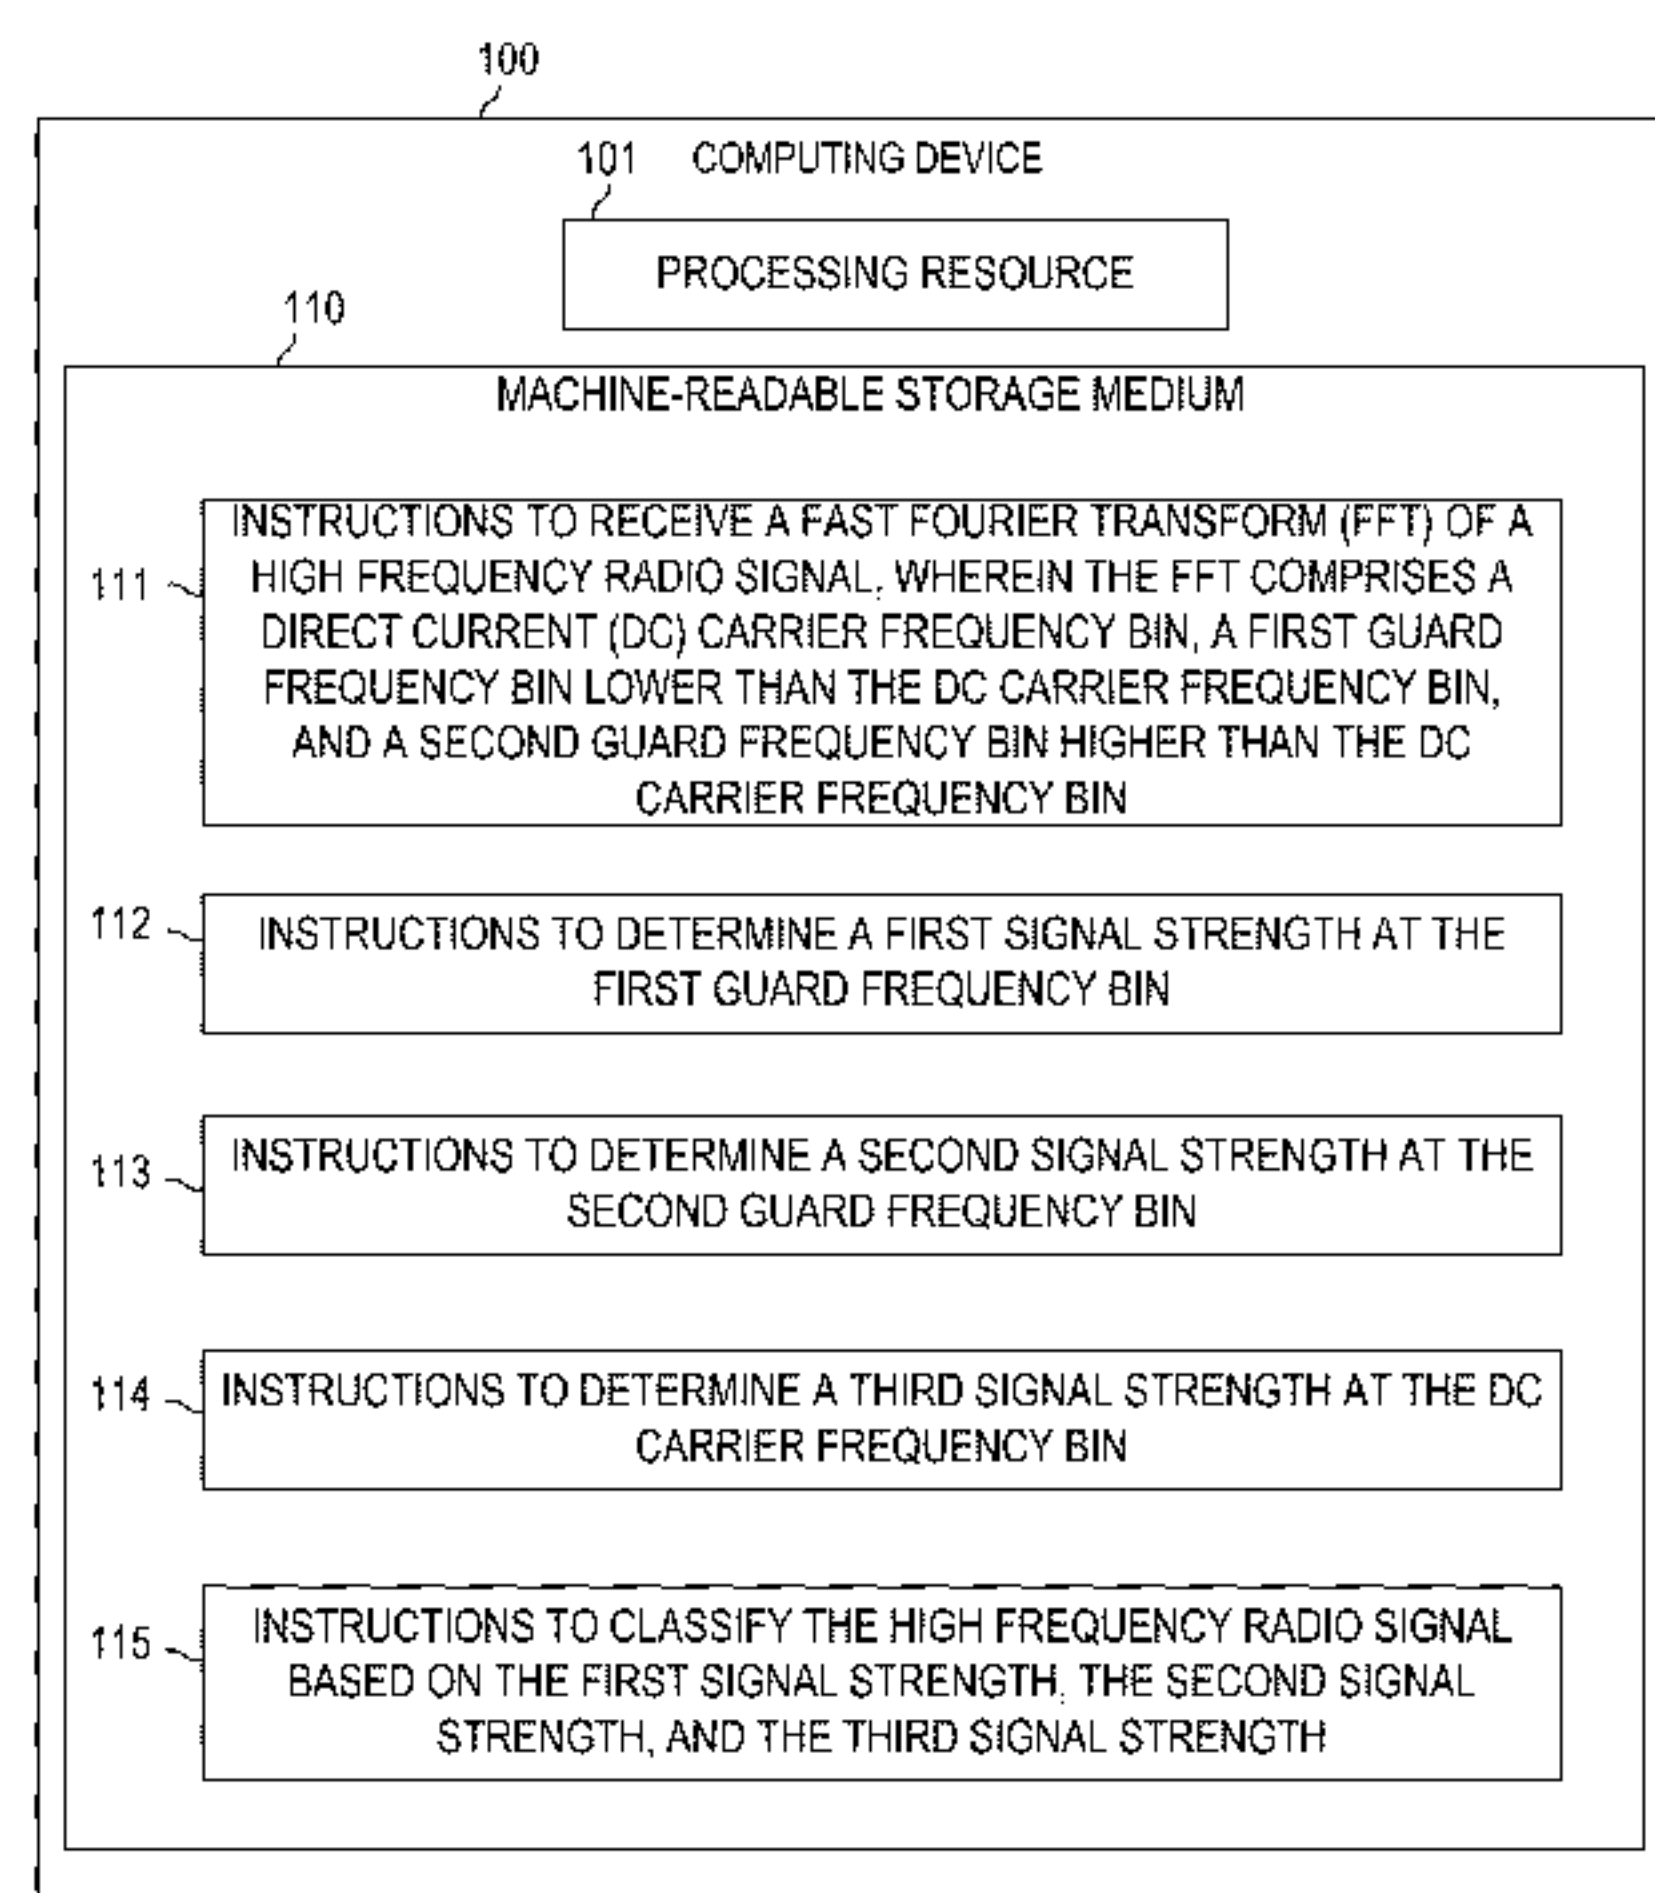 100
101 COMPUTING DEVICE
PROCESSING RESOURCE
110
MACHINE-READABLE STORAGE MEDIUM
INSTRUCTIONS TO RECEIVE A FAST FOURIER TRANSFORM (FFT) OF A
111 HIGH FREQUENCY RADIO SIGNAL, WHEREIN THE FFT COMPRISES A
DIRECT CURRENT (DC) CARRIER FREQUENCY BIN, A FIRST GUARD
FREQUENCY BIN LOWER THAN THE DC CARRIER FREQUENCY BIN,
AND A SECOND GUARD FREQUENCY BIN HIGHER THAN THE DC
CARRIER FREQUENCY BIN
112 INSTRUCTIONS TO DETERMINE A FIRST SIGNAL STRENGTH AT THE
FIRST GUARD FREQUENCY BIN
113 INSTRUCTIONS TO DETERMINE A SECOND SIGNAL STRENGTH AT THE
SECOND GUARD FREQUENCY BIN
114 INSTRUCTIONS TO DETERMINE A THIRD SIGNAL STRENGTH AT THE DC
CARRIER FREQUENCY BIN
115 INSTRUCTIONS TO CLASSIFY THE HIGH FREQUENCY RADIO SIGNAL
BASED ON THE FIRST SIGNAL STRENGTH, THE SECOND SIGNAL
STRENGTH, AND THE THIRD SIGNAL STRENGTH